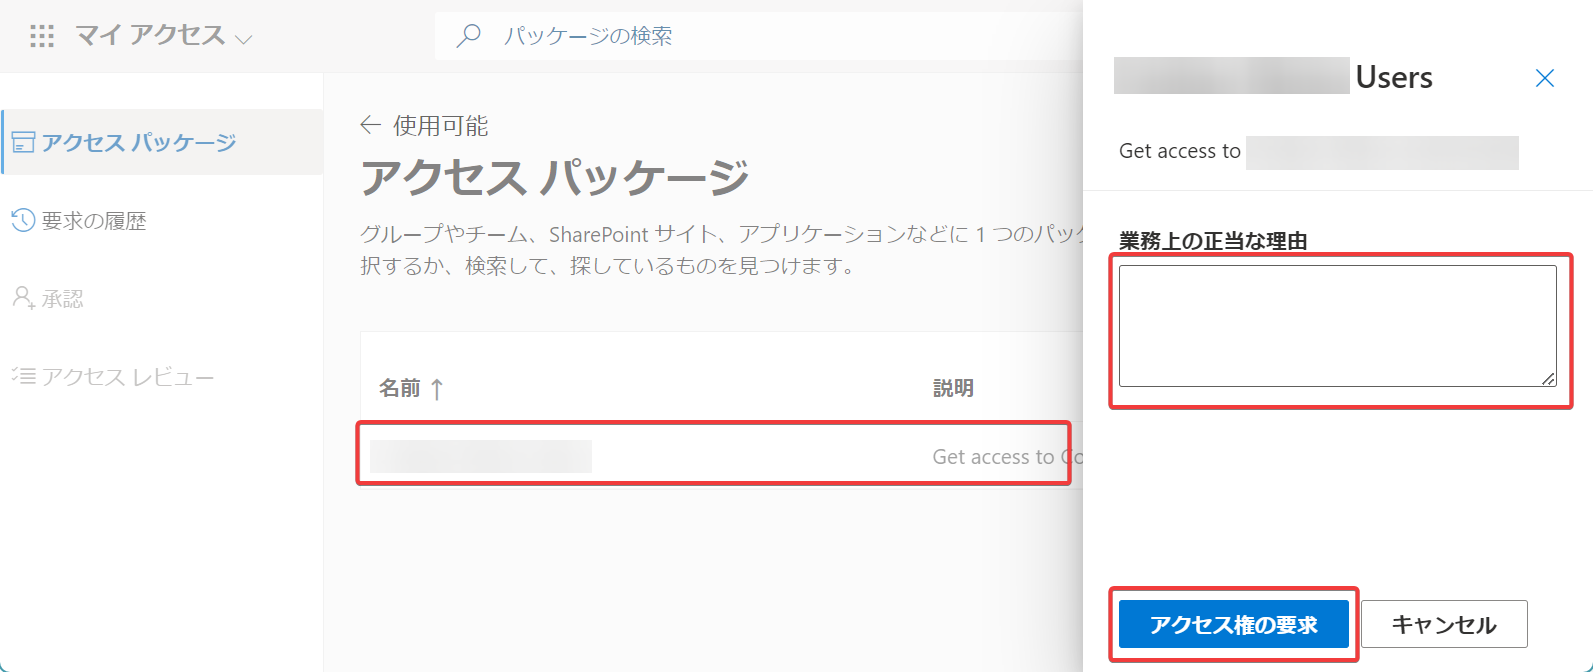 マイ アクセス
パッケージの検索
アクセス パッケージ
要求の履歴
承認
アクセス レビュー
使用可能
アクセス パッケージ
グループやチーム、SharePoint サイト、アプリケーションなどに 1 つのパッケ
択するか、検索して、探しているものを見つけます。
名前 ↑
説明
Get access to Co
Users
Get access to
業務上の正当な理由
アクセス権の要求
キャンセル